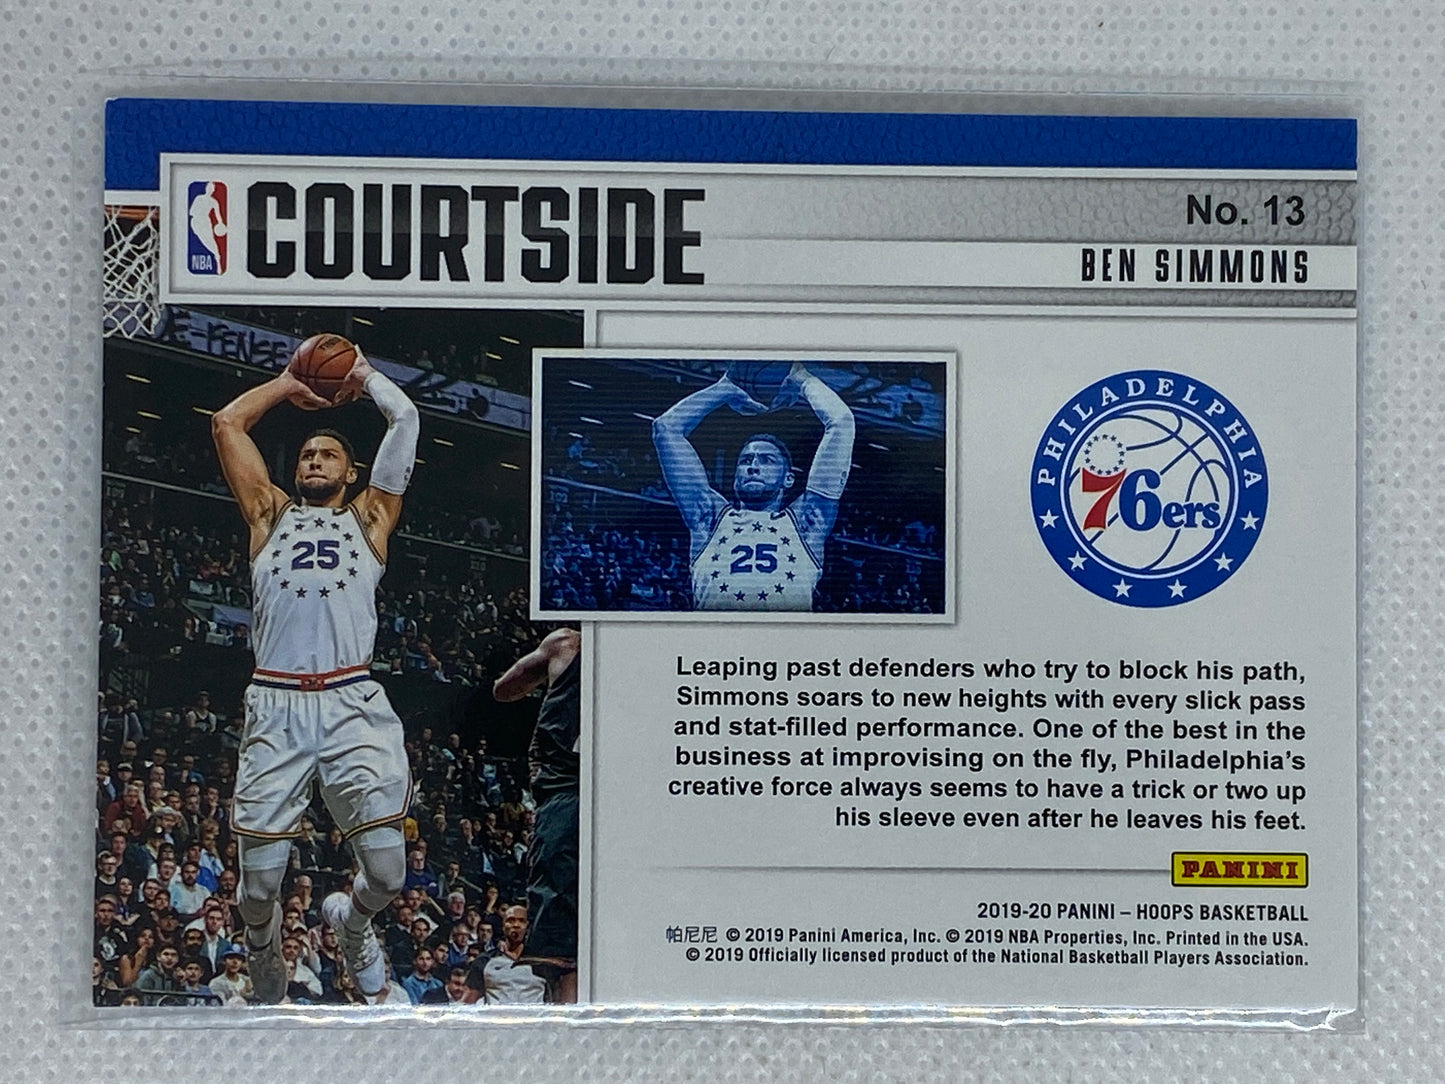 NBA
COURTSIDE
No. 13
BEN SIMMONS
DE-FENSE
25
25
PHILADELPHIA
76ers
Leaping past defenders who try to block his path,
Simmons soars to new heights with every slick pass
and stat-filled performance. One of the best in the
business at improvising on the fly, Philadelphia's
creative force always seems to have a trick or two up
his sleeve even after he leaves his feet.
PANINI
2019-20 PANINI – HOOPS BASKETBALL
帕尼尼 © 2019 Panini America, Inc. © 2019 NBA Properties, Inc. Printed in the USA.
© 2019 Officially licensed product of the National Basketball Players Association.